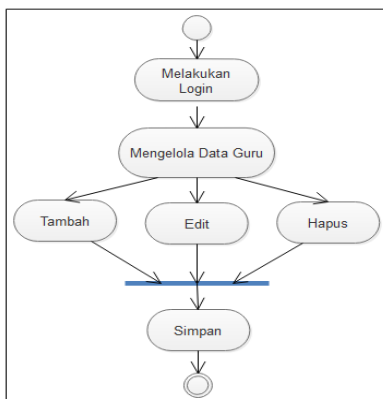 Melakukan
Login
Mengelola Data Guru
Tambah
Edit
Hapus
Simpan